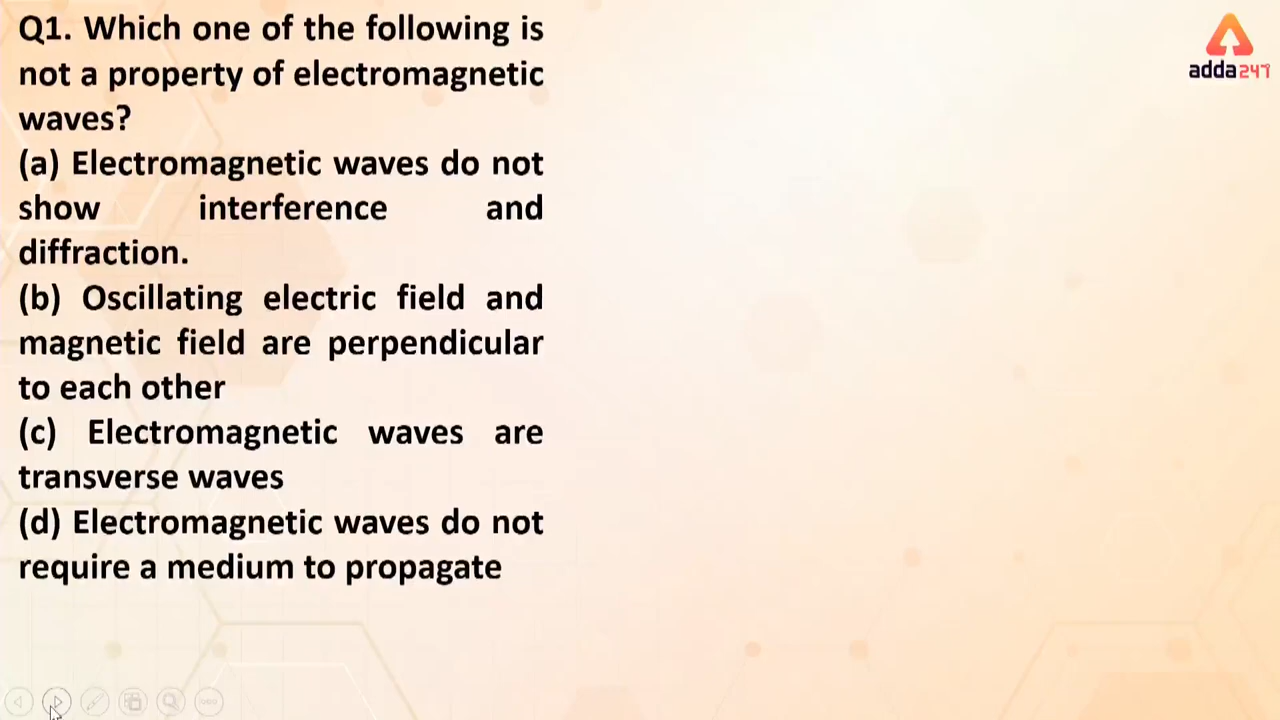 Q1. Which one of the following is
not a property of electromagnetic
waves?
(a) Electromagnetic waves do not
show interference and
diffraction.
(b) Oscillating electric field and
magnetic field are perpendicular
to each other
(c) Electromagnetic waves are
transverse waves
(d) Electromagnetic waves do not
require a medium to propagate
adda247